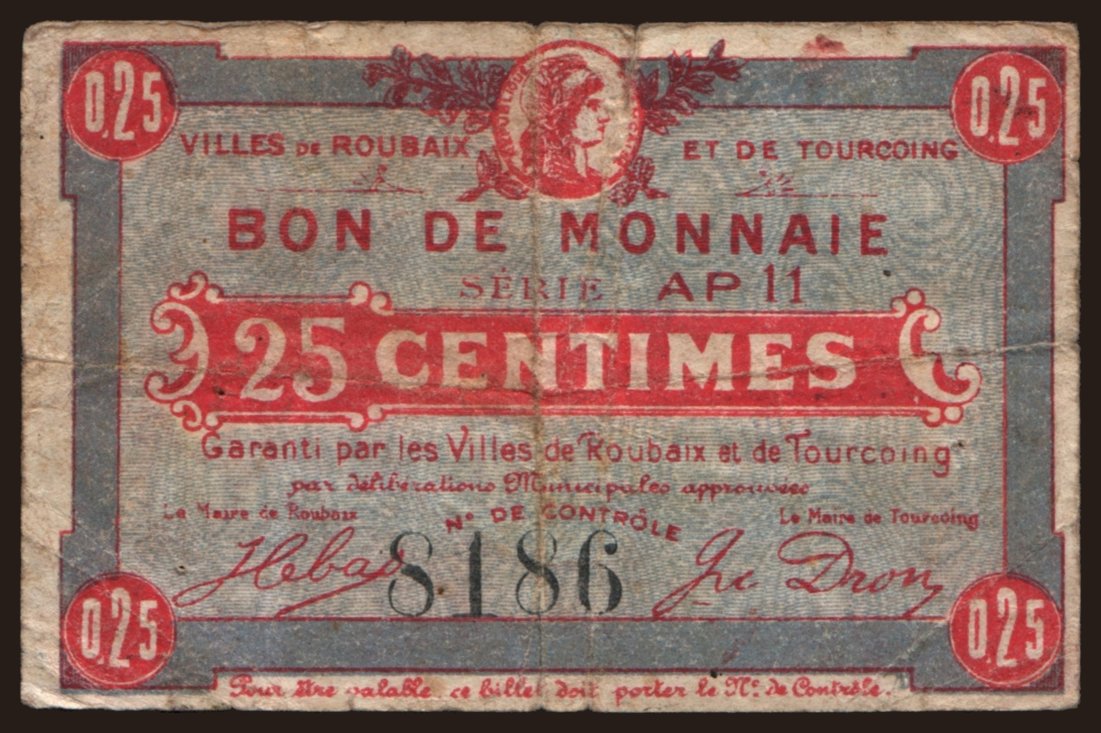 0.25 0.25
VILLES DE ROUBAIX ET DE TOURCOING
BON DE MONNAIE
SÉRIE AP 11
25 CENTIMES
Garanti par les Villes de Roubaix et de Tourcoing
par délibérations Municipales approuvées
Le Maire de Roubaix Le Maire de Tourcoing
N° DE CONTRÔLE
8186
Dron
0.25 0.25
Pour être valable, ce billet doit porter le N° de Contrôle.